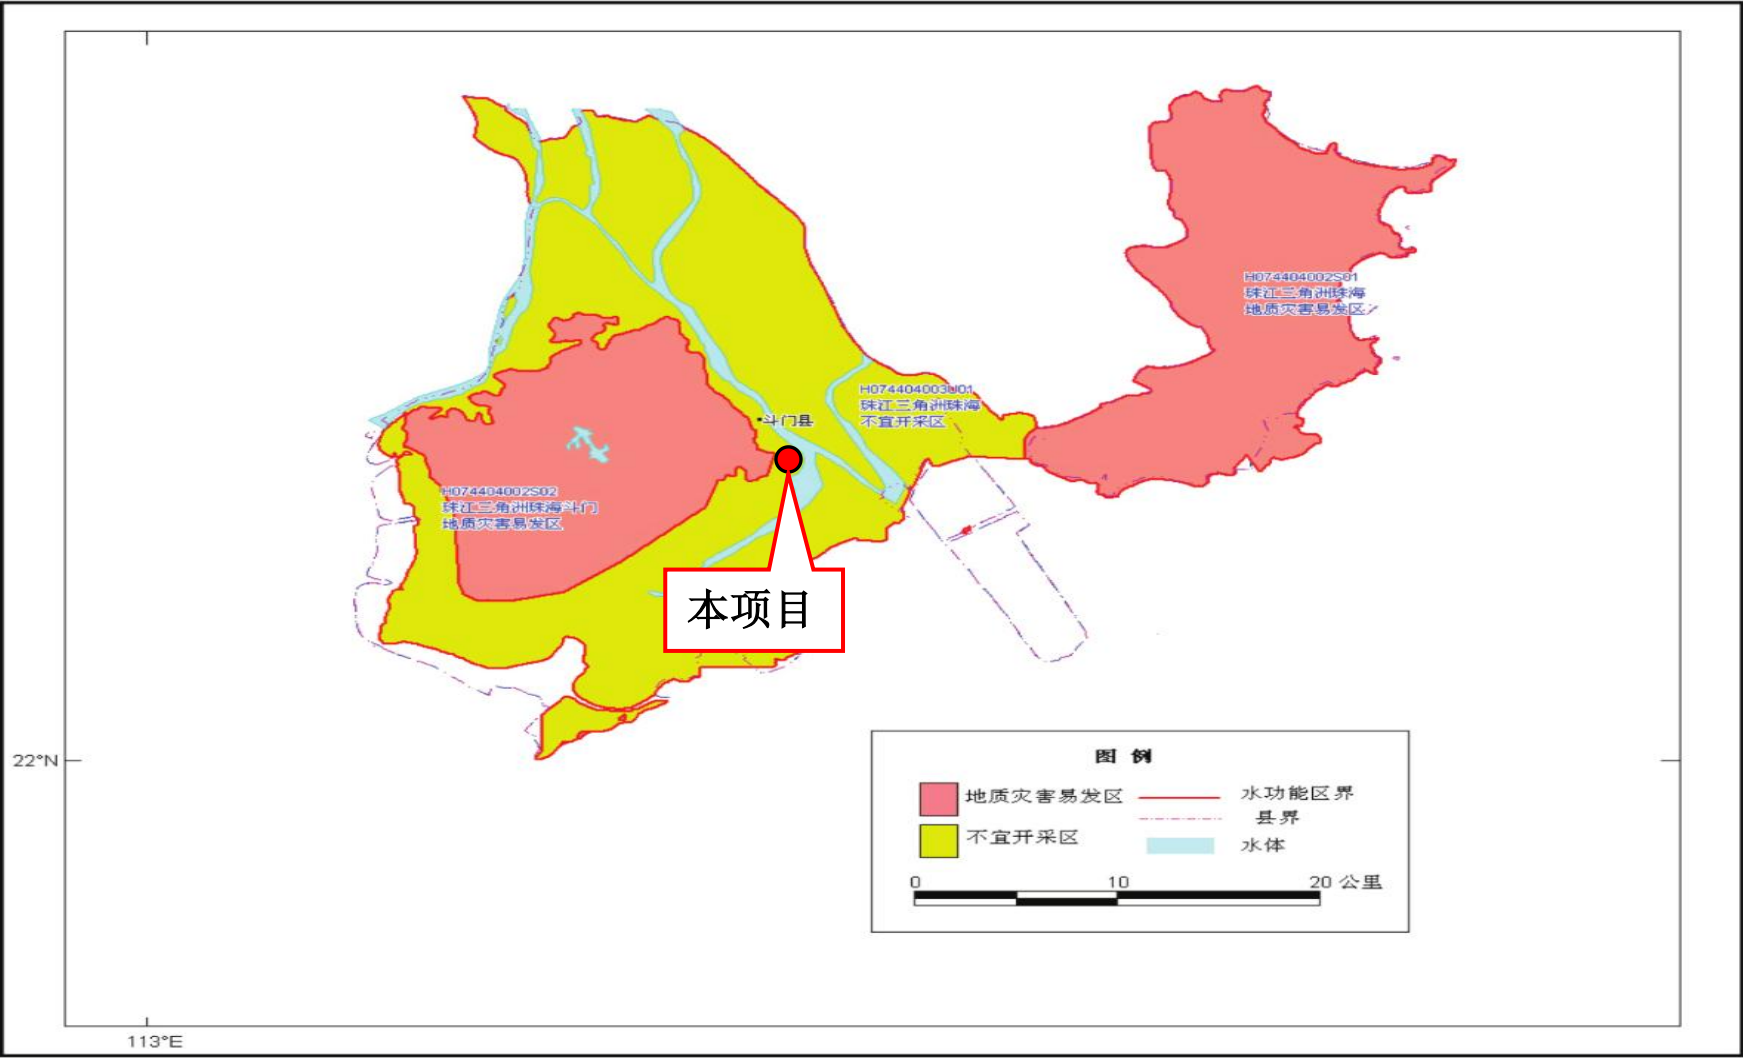 H074404002S01
珠江三角洲珠海
地质灾害易发区
H074404003U01
珠江三角洲珠海
不宜开采区
斗门县
H074404002S02
珠江三角洲珠海斗门
地质灾害易发区
本项目
22°N
图 例
地质灾害易发区
水功能区界
县界
不宜开采区
水体
0 10 20 公里
113°E